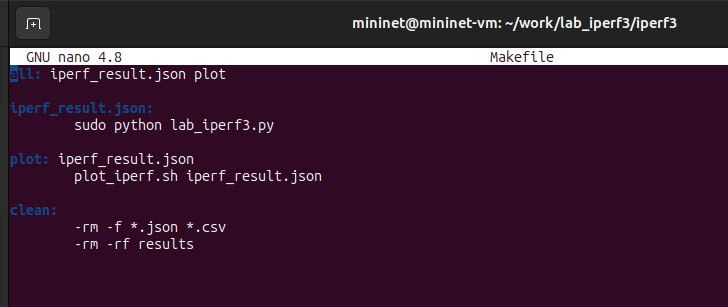 mininet@mininet-vm: ~/work/lab_iperf3/iperf3
GNU nano 4.8 Makefile
all: iperf_result.json plot
iperf_result.json:
sudo python lab_iperf3.py
plot: iperf_result.json
plot_iperf.sh iperf_result.json
clean:
-rm -f *.json *.csv
-rm -rf results